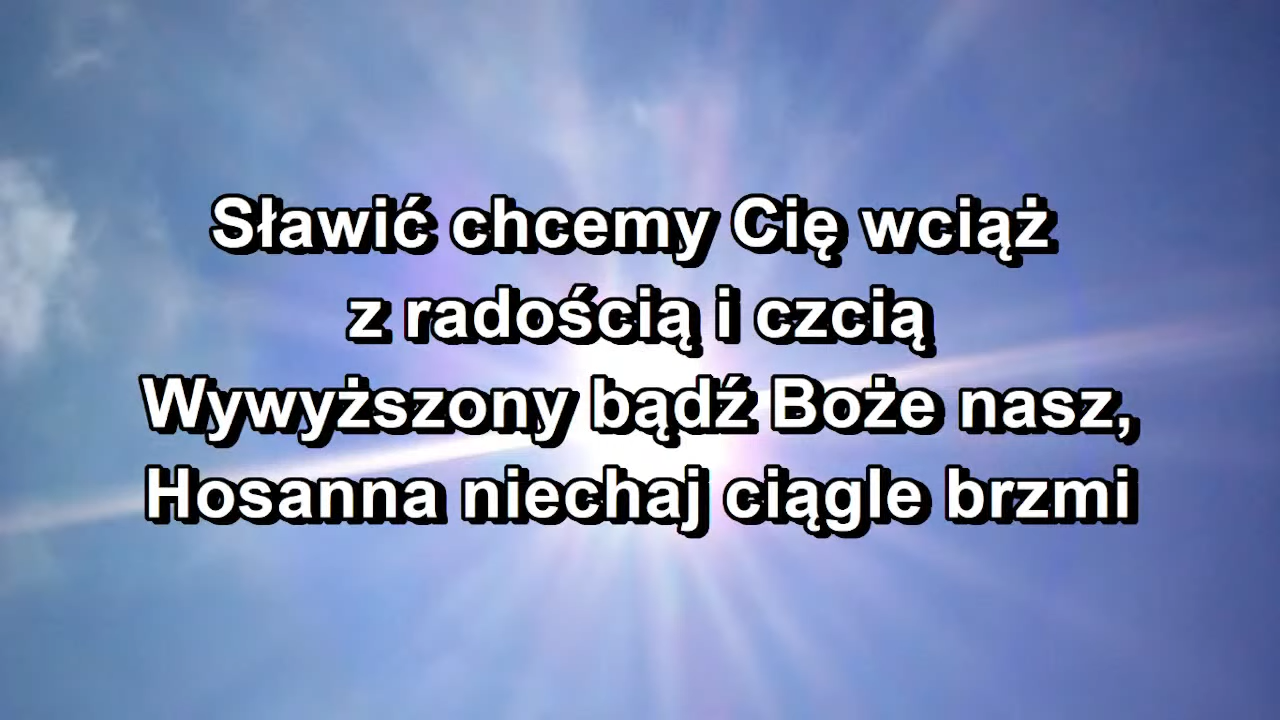 Sławić chcemy Cię wciąż
z radością i czcią
Wywyższony bądź Boże nasz,
Hosanna niechaj ciągle brzmi